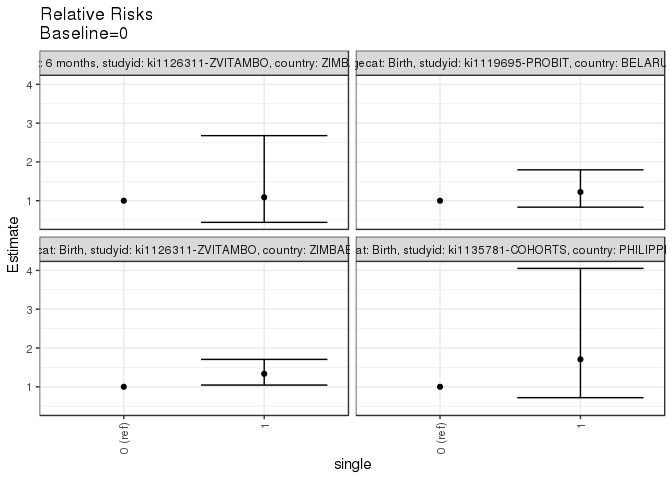 Relative Risks
Baseline=0
: 6 months, studyid: ki1126311-ZVITAMBO, country: ZIMB
gecat: Birth, studyid: ki1119695-PROBIT, country: BELARU
4
3
2
1
cat: Birth, studyid: ki1126311-ZVITAMBO, country: ZIMBAB
at: Birth, studyid: ki1135781-COHORTS, country: PHILIPPI
4
3
2
1
Estimate
0 (ref)
1
0 (ref)
1
single